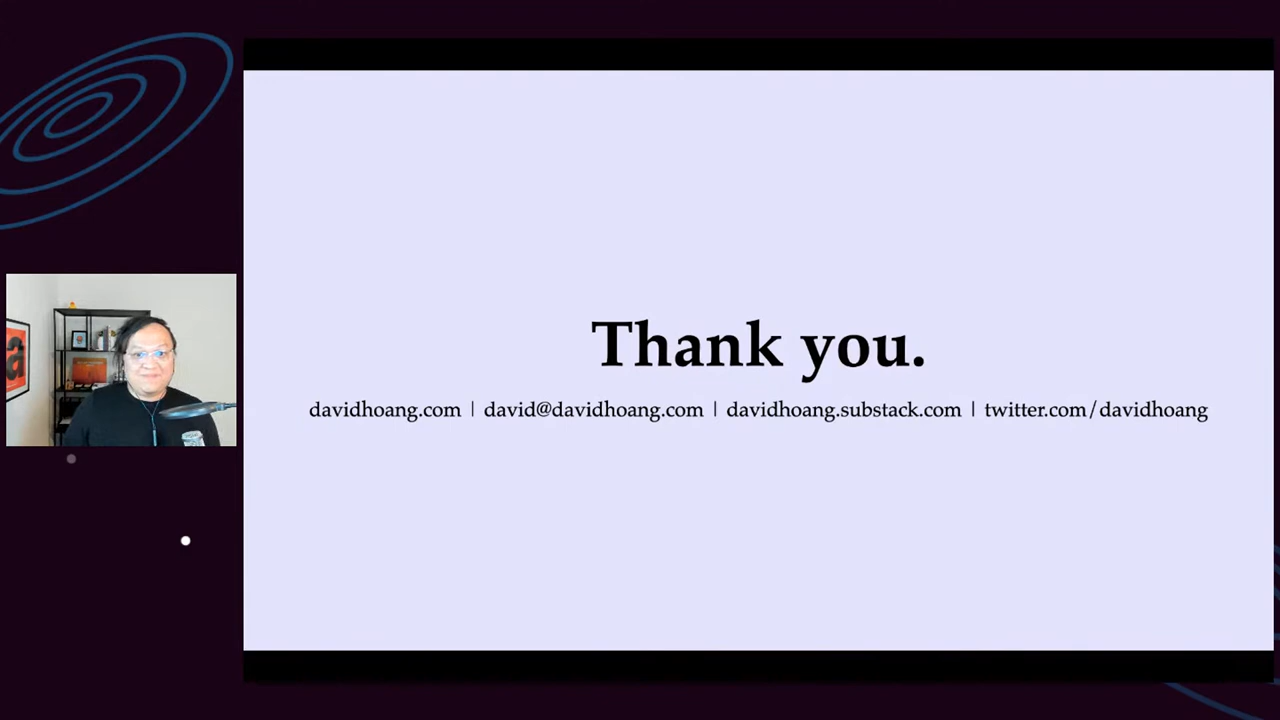 Thank you.
davidhoang.com | david@davidhoang.com | davidhoang.substack.com | twitter.com/davidhoang
a